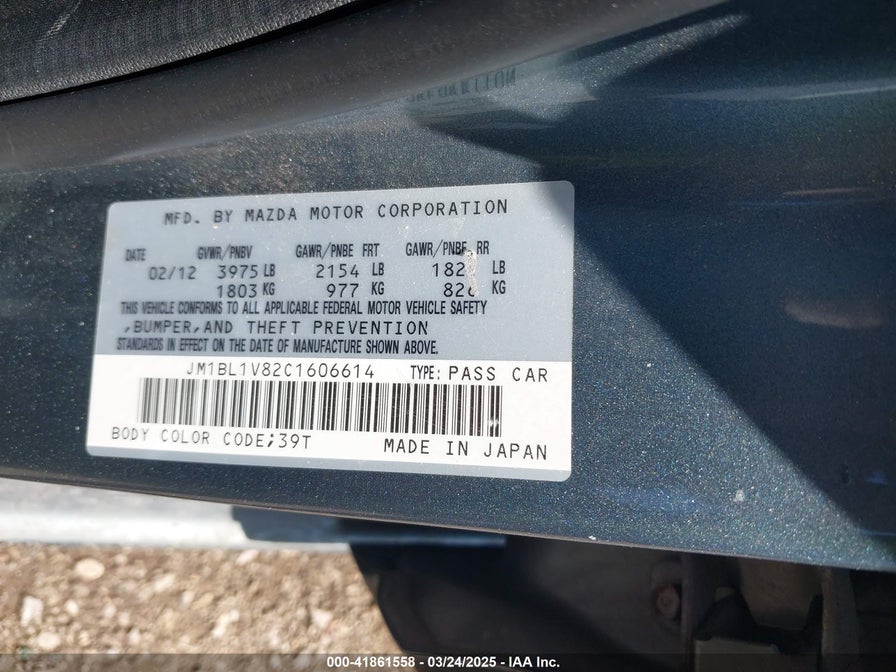 MFD. BY MAZDA MOTOR CORPORATION
DATE GVWR/PNBV GAWR/PNBE FRT GAWR/PNBE RR
02/12 3975 LB 2154 LB LB
1803 KG 977 KG KG
THIS VEHICLE CONFORMS TO ALL APPLICABLE FEDERAL MOTOR VEHICLE SAFETY
,BUMPER,AND THEFT PREVENTION
STANDARDS IN EFFECT ON THE DATE OF MANUFACTURE SHOWN ABOVE.
JM1BL1V82C1606614 TYPE: PASS CAR
BODY COLOR CODE;39T MADE IN JAPAN
000-41861558 - 03/24/2025 - IAA Inc.